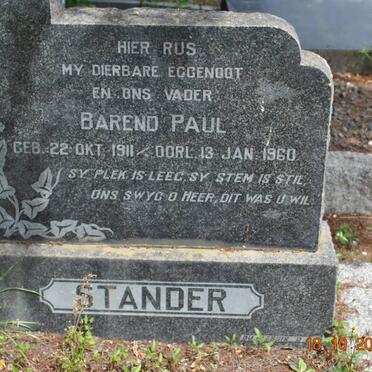 HIER RUS
MY DIERBARE EGGENOOT
EN ONS VADER
BAREND PAUL
GEB. 22 OKT. 1911 / OORL. 13 JAN. 1960
SY PLEK IS LEEG, SY STEM IS STIL,
ONS SWYG O HEER, DIT WAS U WIL.
STANDER